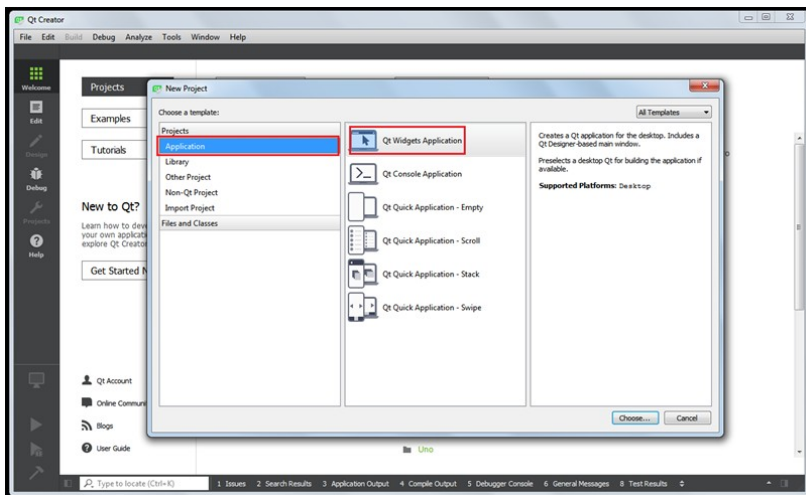 Qt Creator
File Edit Build Debug Analyze Tools Window Help
Welcome
Edit
Design
Debug
Projects
Help
Projects
Examples
Tutorials
New to Qt?
Learn how to dev
your own applicati
explore Qt Creator
Get Started N
Qt Account
Online Communi
Blogs
User Guide
New Project
Choose a template:
All Templates
Projects
Application
Library
Other Project
Non-Qt Project
Import Project
Files and Classes
Qt Widgets Application
Qt Console Application
Qt Quick Application - Empty
Qt Quick Application - Scroll
Qt Quick Application - Stack
Qt Quick Application - Swipe
Creates a Qt application for the desktop. Includes a
Qt Designer-based main window.
Preselects a desktop Qt for building the application if
available.
Supported Platforms: Desktop
Choose... Cancel
Uno
Type to locate (Ctrl+K) 1 Issues 2 Search Results 3 Application Output 4 Compile Output 5 Debugger Console 6 General Messages 8 Test Results